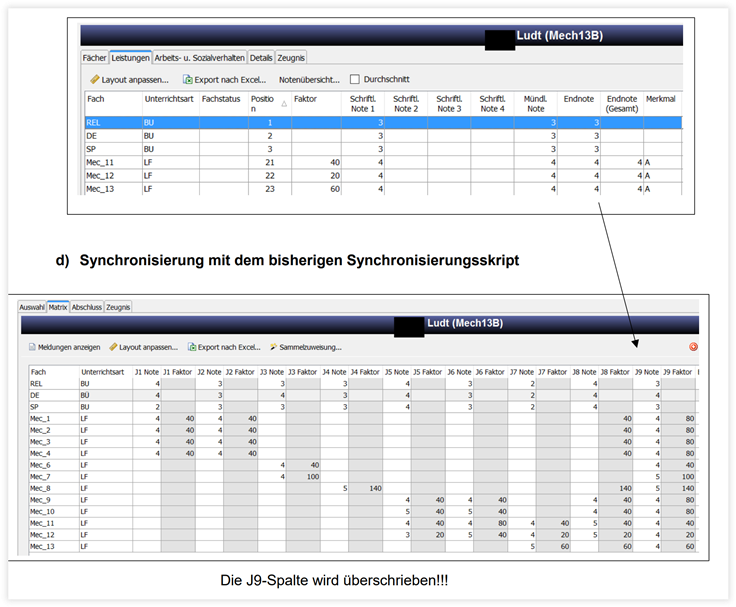 Ludt (Mech13B)
Fächer Leistungen Arbeits- u. Sozialverhalten Details Zeugnis
Layout anpassen... Export nach Excel... Notenübersicht... Durchschnitt
Fach Unterrichtsart Fachstatus Positio n Faktor Schriftl. Note 1 Schriftl. Note 2 Schriftl. Note 3 Schriftl. Note 4 Mündl. Note Endnote Endnote (Gesamt) Merkmal
REL BU 1 3 3 3
DE BU 2 3 3 3
SP BU 3 3 3 3
Mec_11 LF 21 40 4 4 4 4 A
Mec_12 LF 22 20 4 4 4 4 A
Mec_13 LF 23 60 4 4 4 4 A
d) Synchronisierung mit dem bisherigen Synchronisierungsskript
Auswahl Matrix Abschluss Zeugnis
Ludt (Mech13B)
Meldungen anzeigen Layout anpassen... Export nach Excel... Sammelzuweisung...
Fach Unterrichtsart J1 Note J1 Faktor J2 Note J2 Faktor J3 Note J3 Faktor J4 Note J4 Faktor J5 Note J5 Faktor J6 Note J6 Faktor J7 Note J7 Faktor J8 Note J8 Faktor J9 Note J9 Faktor
REL BU 4 3 3 3 4 3 2 4 3
DE BÜ 4 3 4 3 5 3 2 4 3
SP BU 2 3 3 3 4 3 2 4 3
Mec_1 LF 4 40 4 40 40 4 80
Mec_2 LF 4 40 4 40 40 4 80
Mec_3 LF 4 40 4 40 40 4 80
Mec_4 LF 4 40 4 40 40 4 80
Mec_6 LF 4 40 4 40
Mec_7 LF 4 100 5 100
Mec_8 LF 5 140 140 5 140
Mec_9 LF 4 40 4 40 4 40 4 80
Mec_10 LF 5 40 5 40 4 40 4 80
Mec_11 LF 4 40 4 80 4 40 5 40 4 40
Mec_12 LF 3 20 5 40 4 20 5 20 4 20
Mec_13 LF 5 60 60 4 60
Die J9-Spalte wird überschrieben!!!